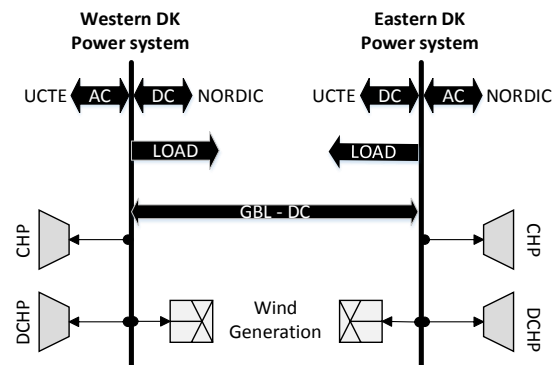 Western DK
Power system
Eastern DK
Power system
UCTE AC DC NORDIC
UCTE DC AC NORDIC
LOAD
LOAD
GBL - DC
CHP
CHP
DCHP
Wind
Generation
DCHP